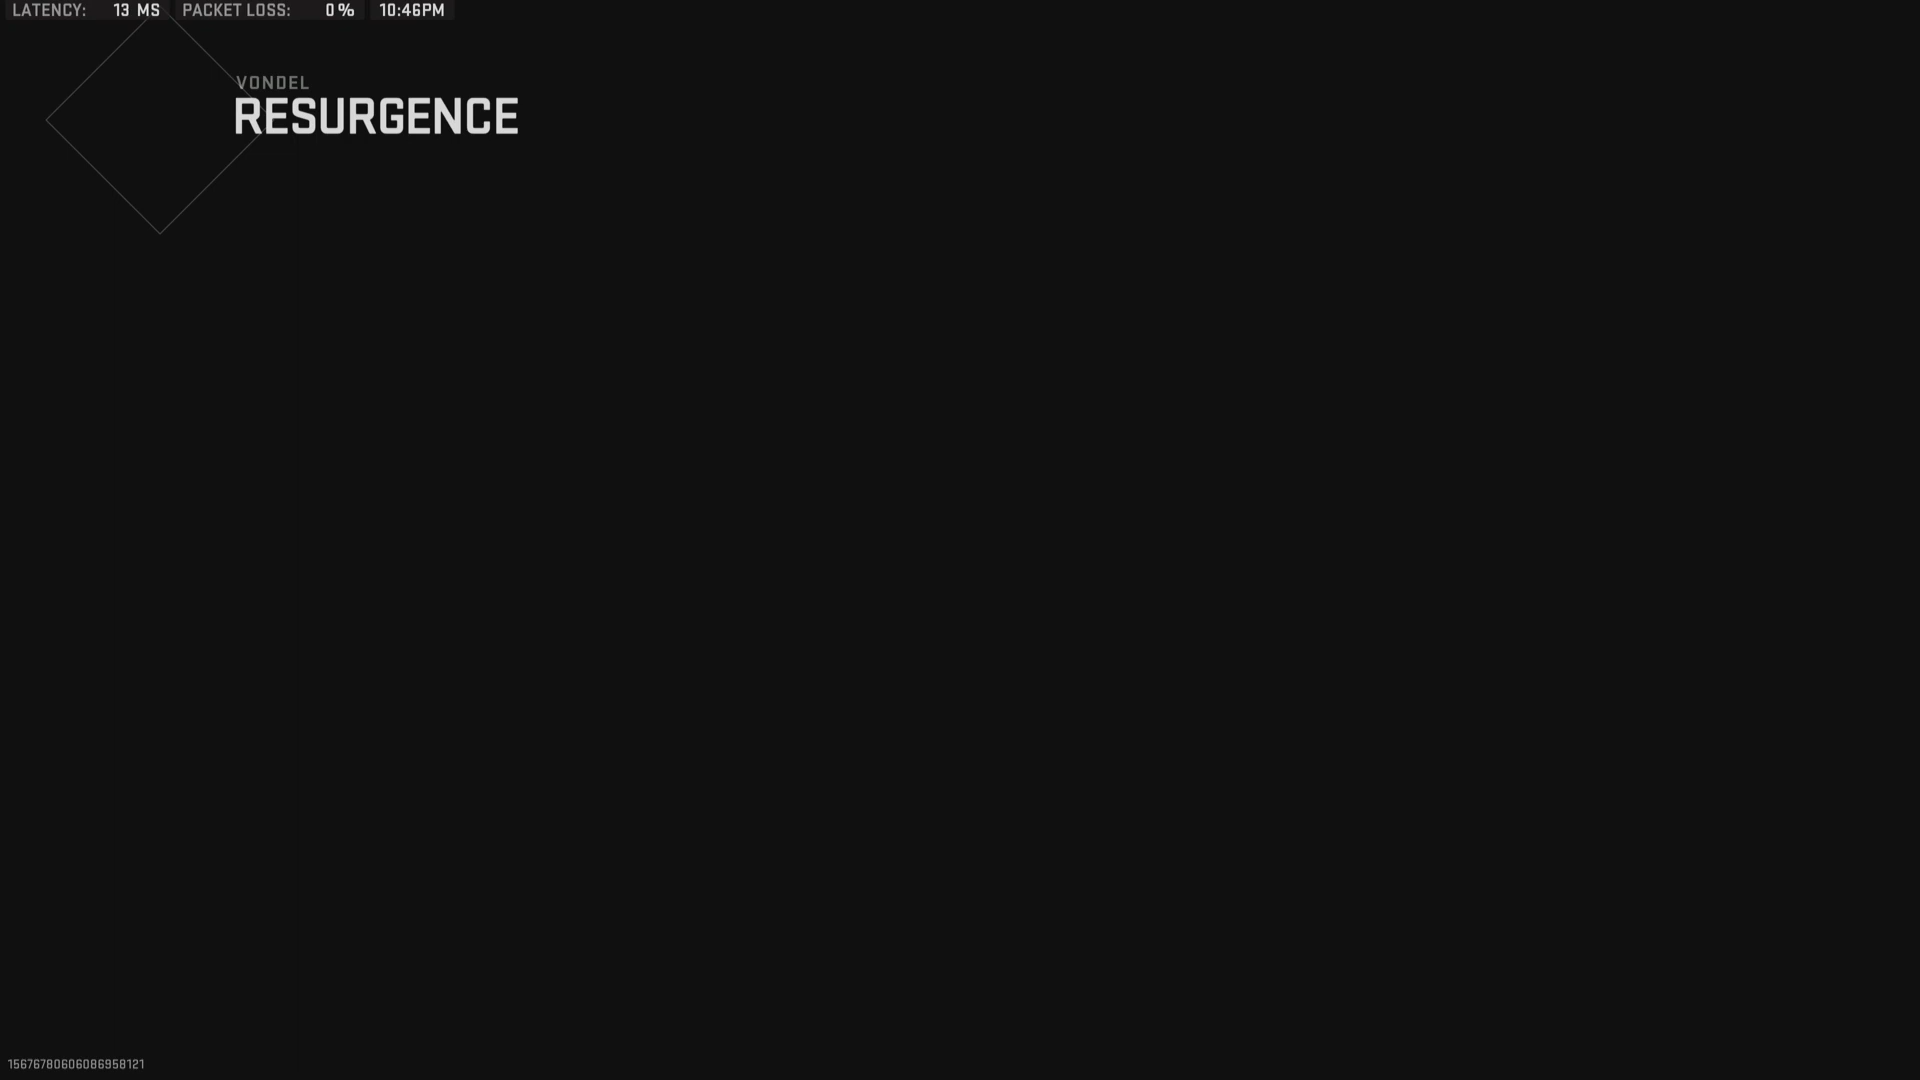 LATENCY: 13 MS PACKET LOSS: 0% 10:46PM
VONDEL
RESURGENCE
15676780606086958121